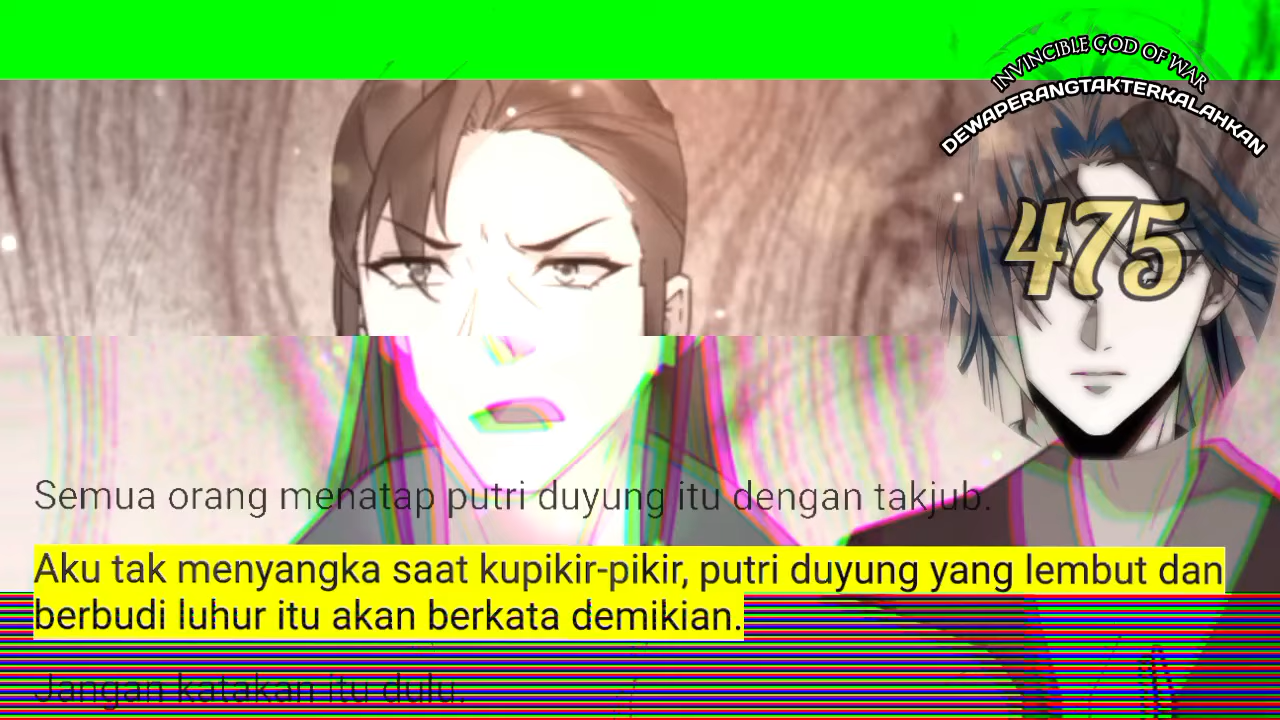 INVINCIBLE GOD OF WAR
DEWAPERANGTAKTERKALAHKAN
475
Semua orang menatap putri duyung itu dengan takjub.
Aku tak menyangka saat kupikir-pikir, putri duyung yang lembut dan
berbudi luhur itu akan berkata demikian.
Jangan katakan itu dulu.